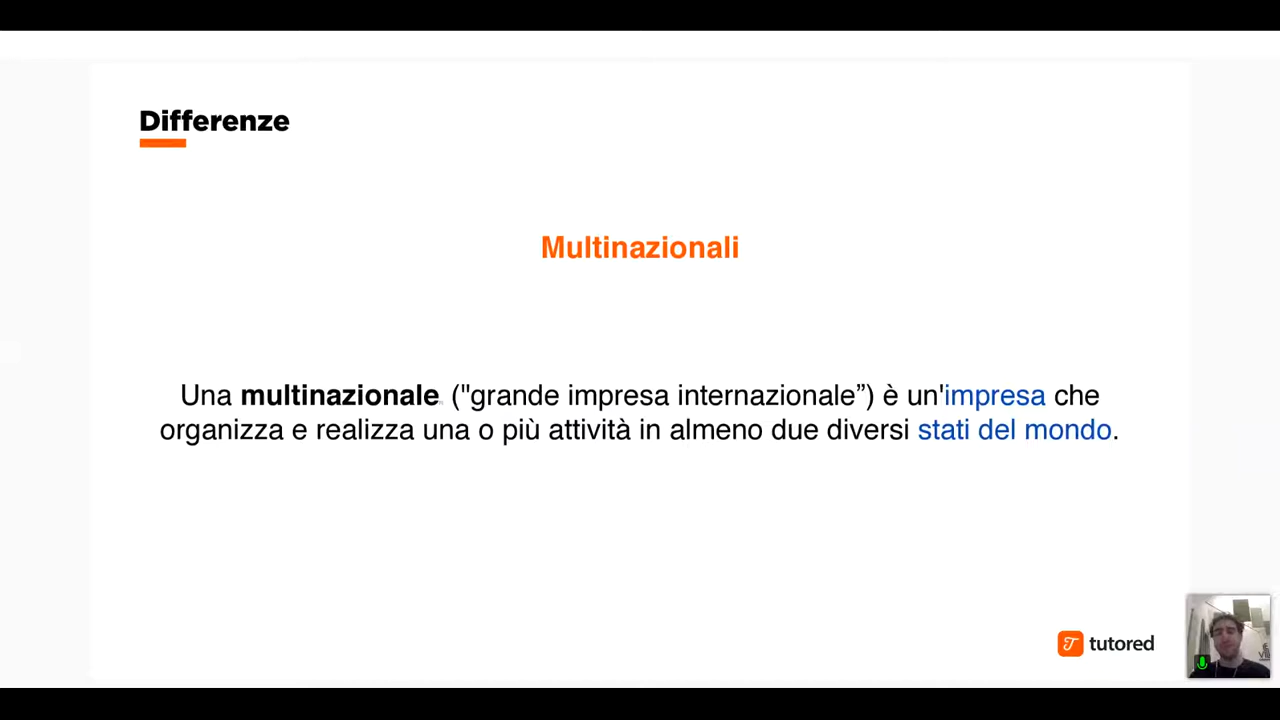 Differenze
Multinazionali
Una multinazionale ("grande impresa internazionale”) è un'impresa che
organizza e realizza una o più attività in almeno due diversi stati del mondo.
tutored